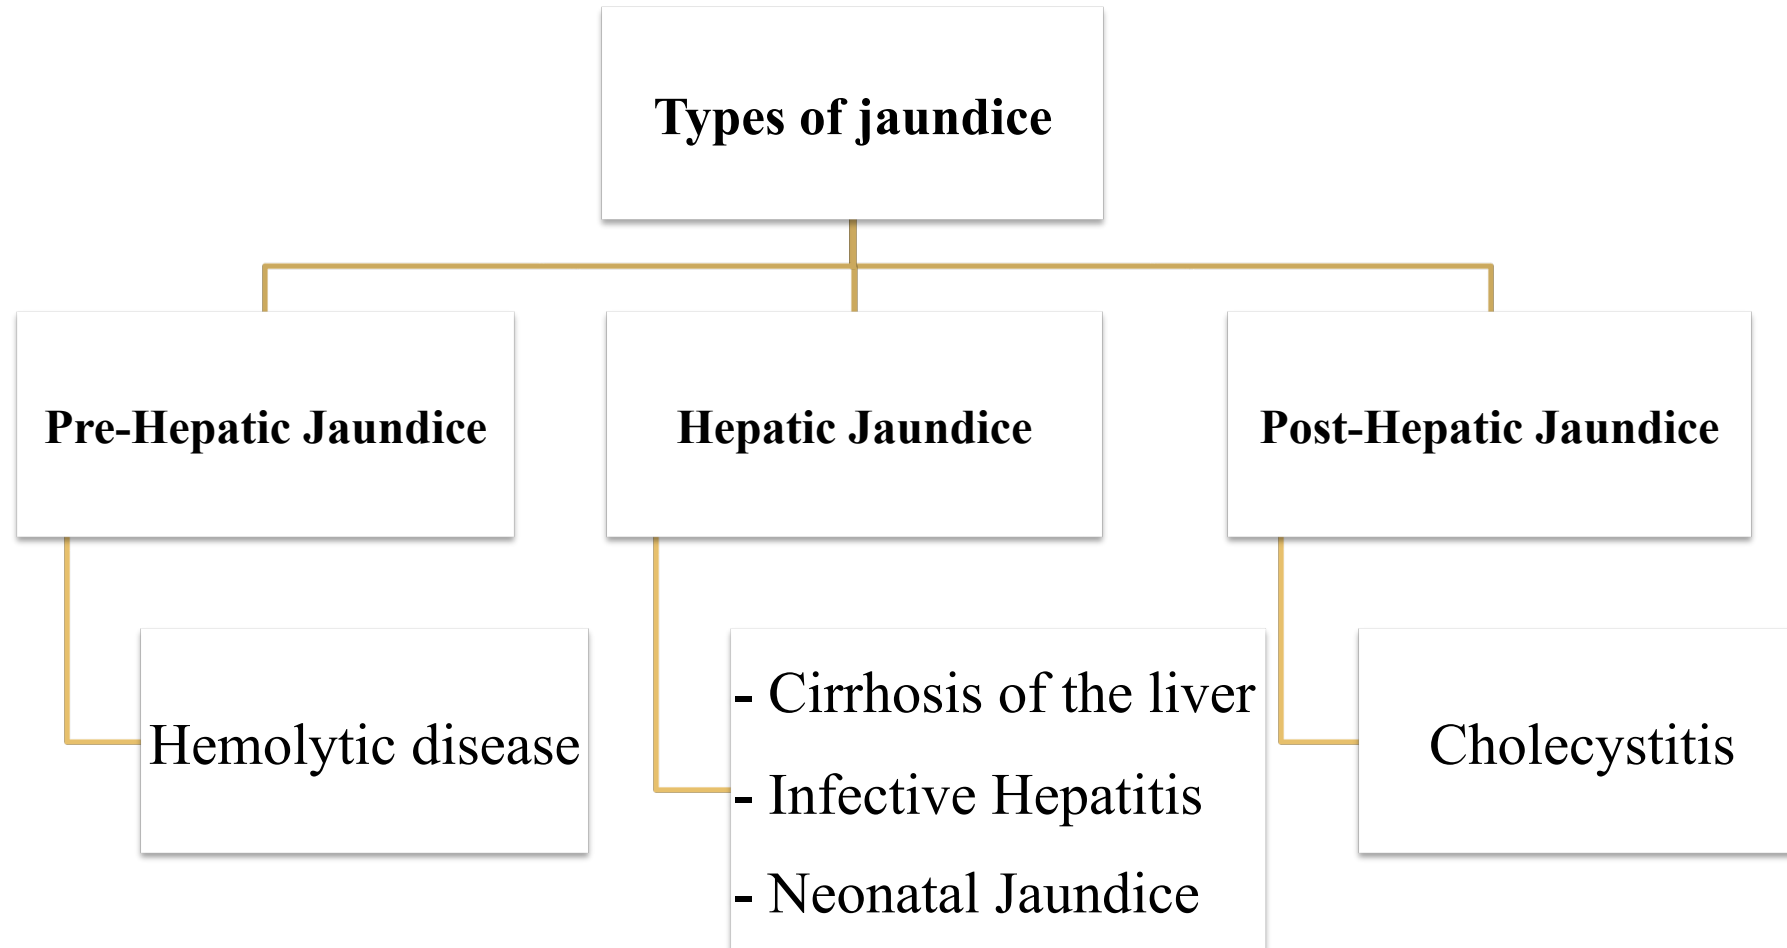 Types of jaundice
Pre-Hepatic Jaundice
Hepatic Jaundice
Post-Hepatic Jaundice
Hemolytic disease
- Cirrhosis of the liver
- Infective Hepatitis
- Neonatal Jaundice
Cholecystitis